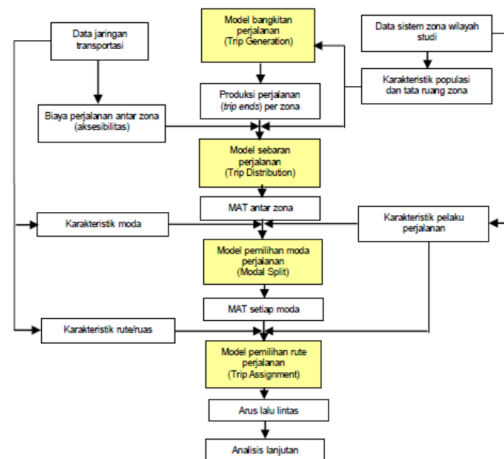 Data jaringan
transportasi
Model bangkitan
perjalanan
(Trip Generation)
Data sistem zona wilayah
studi
Produksi perjalanan
(trip ends) per zona
Karakteristik populasi
dan tata ruang zona
Biaya perjalanan antar zona
(aksesibilitas)
Model sebaran
perjalanan
(Trip Distribution)
MAT antar zona
Karakteristik moda
Karakteristik pelaku
perjalanan
Model pemilihan moda
perjalanan
(Modal Split)
MAT setiap moda
Karakteristik rute/ruas
Model pemilihan rute
perjalanan
(Trip Assignment)
Arus lalu lintas
Analisis lanjutan